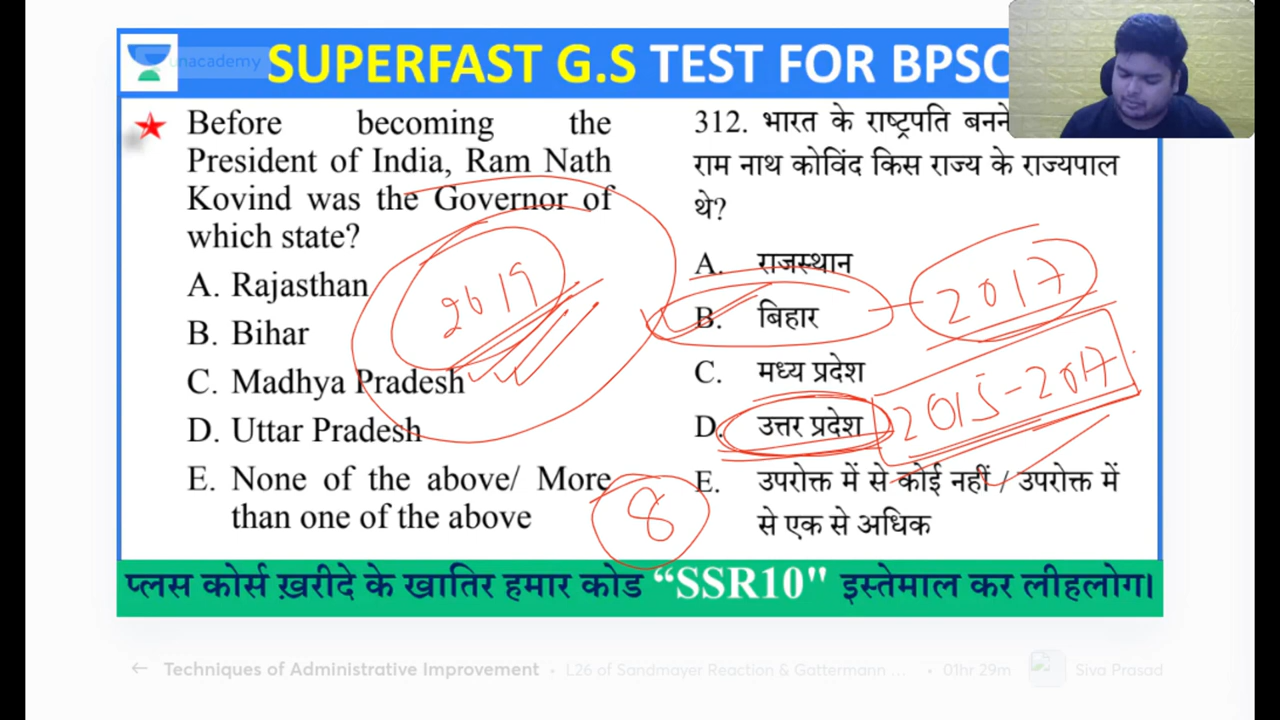 unacademy
SUPERFAST G.S TEST FOR BPSC
Before becoming the
President of India, Ram Nath
Kovind was the Governor of
which state?
A. Rajasthan
B. Bihar
C. Madhya Pradesh
D. Uttar Pradesh
E. None of the above/ More
than one of the above
2019
8
312. भारत के राष्ट्रपति बनने
राम नाथ कोविंद किस राज्य के राज्यपाल
थे?
A. राजस्थान
B. बिहार
2017
C. मध्य प्रदेश
D. उत्तर प्रदेश
2015-2017
E. उपरोक्त में से कोई नहीं / उपरोक्त में
से एक से अधिक
प्लस कोर्स ख़रीदे के खातिर हमार कोड “SSR10" इस्तेमाल कर लीहलोग।
← Techniques of Administrative Improvement • L26 of Sandmayer Reaction & Gattermann ... • 01hr 29m Siva Prasad